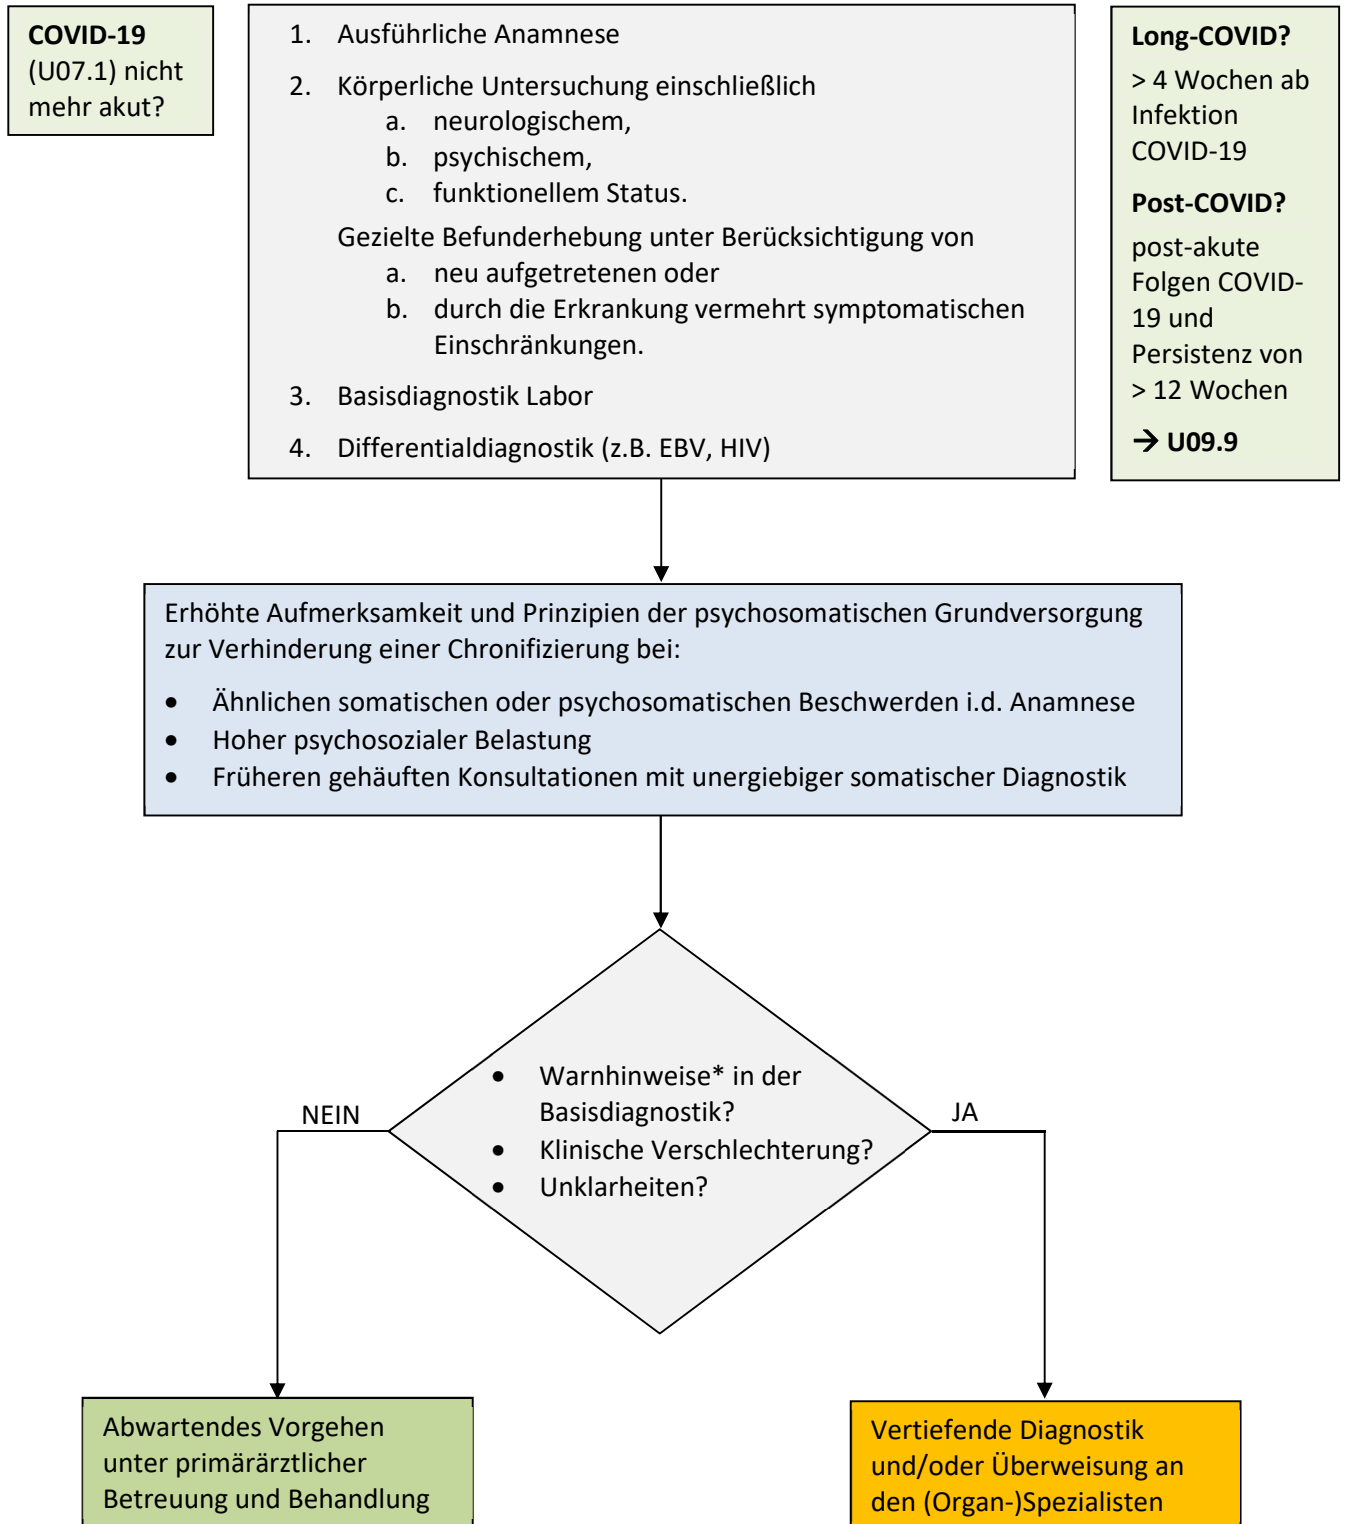 COVID-19
(U07.1) nicht
mehr akut?
1. Ausführliche Anamnese
2. Körperliche Untersuchung einschließlich
a. neurologischem,
b. psychischem,
c. funktionellem Status.
Gezielte Befunderhebung unter Berücksichtigung von
a. neu aufgetretenen oder
b. durch die Erkrankung vermehrt symptomatischen
Einschränkungen.
3. Basisdiagnostik Labor
4. Differentialdiagnostik (z.B. EBV, HIV)
Long-COVID?
> 4 Wochen ab
Infektion
COVID-19
Post-COVID?
post-akute
Folgen COVID-
19 und
Persistenz von
> 12 Wochen
→ U09.9
Erhöhte Aufmerksamkeit und Prinzipien der psychosomatischen Grundversorgung
zur Verhinderung einer Chronifizierung bei:
• Ähnlichen somatischen oder psychosomatischen Beschwerden i.d. Anamnese
• Hoher psychosozialer Belastung
• Früheren gehäuften Konsultationen mit unergiebiger somatischer Diagnostik
• Warnhinweise* in der
Basisdiagnostik?
• Klinische Verschlechterung?
• Unklarheiten?
NEIN
JA
Abwartendes Vorgehen
unter primärärztlicher
Betreuung und Behandlung
Vertiefende Diagnostik
und/oder Überweisung an
den (Organ-)Spezialisten